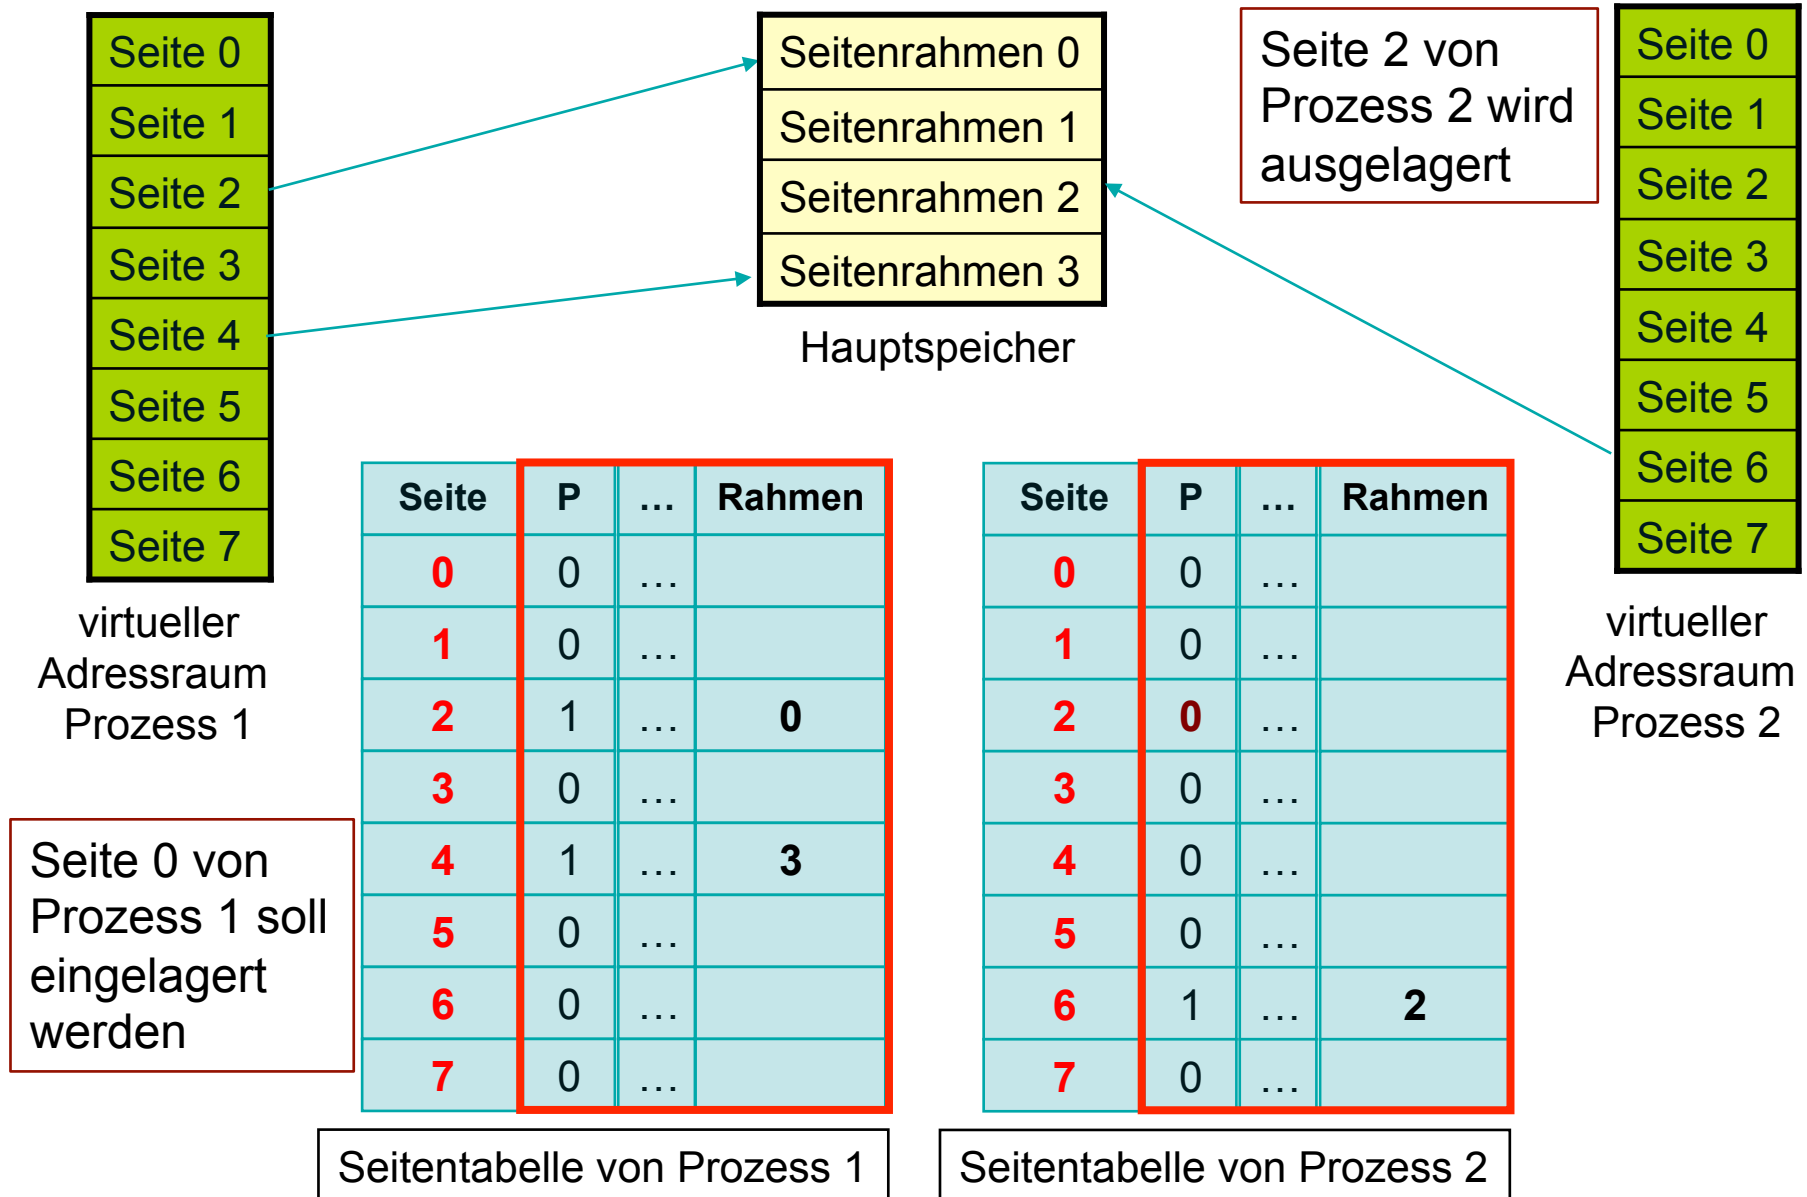 Seite 0
Seite 1
Seite 2
Seite 3
Seite 4
Seite 5
Seite 6
Seite 7
virtueller
Adressraum
Prozess 1
Seitenrahmen 0
Seitenrahmen 1
Seitenrahmen 2
Seitenrahmen 3
Hauptspeicher
Seite 2 von
Prozess 2 wird
ausgelagert
Seite 0
Seite 1
Seite 2
Seite 3
Seite 4
Seite 5
Seite 6
Seite 7
virtueller
Adressraum
Prozess 2
Seite 0 von
Prozess 1 soll
eingelagert
werden
Seite P … Rahmen
0 0 …
1 0 …
2 1 … 0
3 0 …
4 1 … 3
5 0 …
6 0 …
7 0 …
Seitentabelle von Prozess 1
Seite P … Rahmen
0 0 …
1 0 …
2 0 …
3 0 …
4 0 …
5 0 …
6 1 … 2
7 0 …
Seitentabelle von Prozess 2